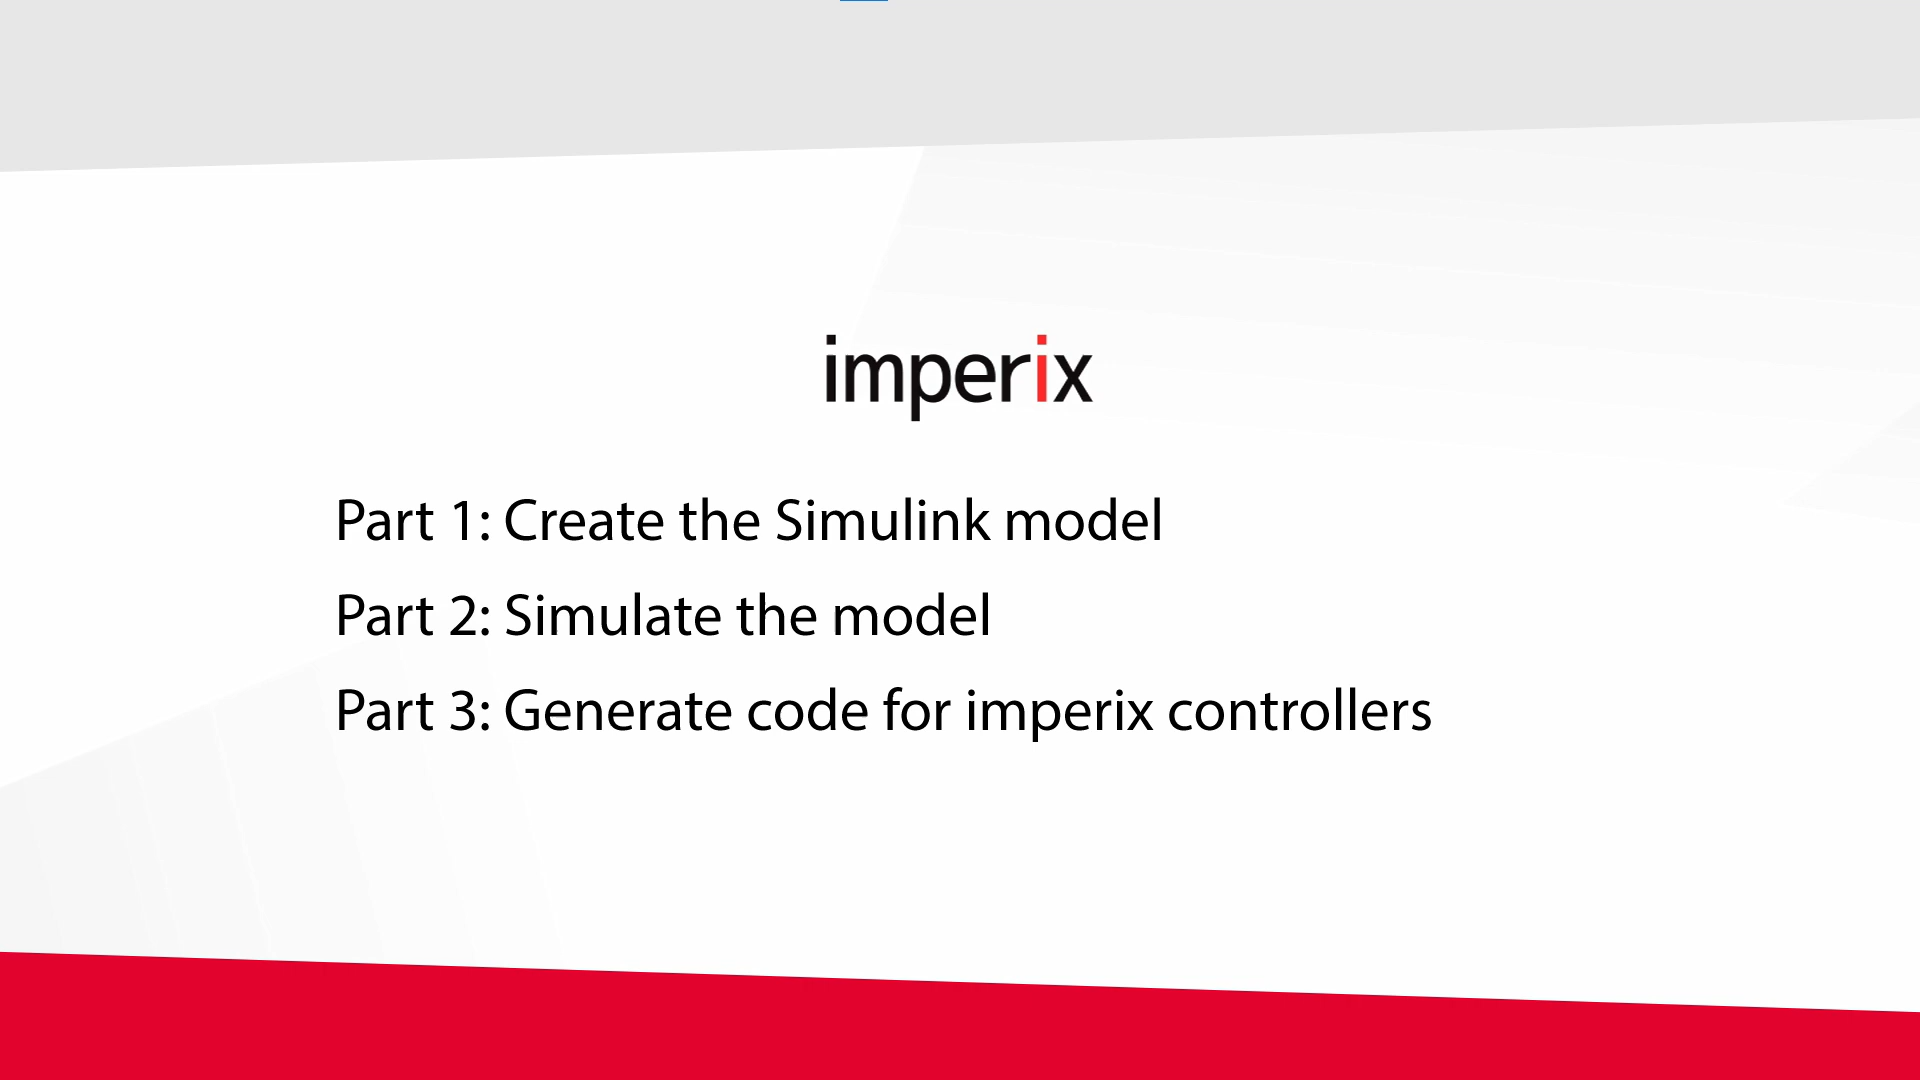 imperix
Part 1: Create the Simulink model
Part 2: Simulate the model
Part 3: Generate code for imperix controllers